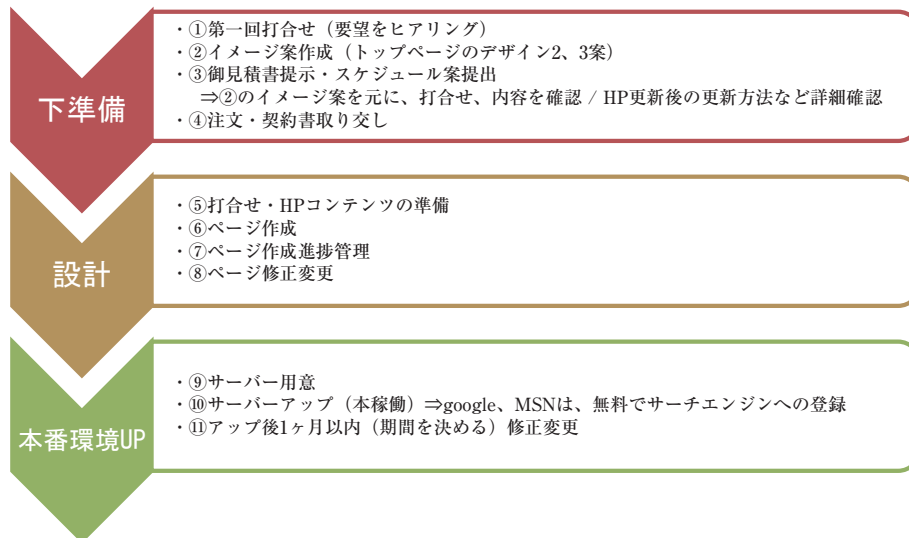 下準備
・①第一回打合せ（要望をヒアリング）
・②イメージ案作成（トップページのデザイン2、3案）
・③御見積書提示・スケジュール案提出
⇒②のイメージ案を元に、打合せ、内容を確認 / HP更新後の更新方法など詳細確認
・④注文・契約書取り交し
設計
・⑤打合せ・HPコンテンツの準備
・⑥ページ作成
・⑦ページ作成進捗管理
・⑧ページ修正変更
本番環境UP
・⑨サーバー用意
・⑩サーバーアップ（本稼働）⇒google、MSNは、無料でサーチエンジンへの登録
・⑪アップ後1ヶ月以内（期間を決める）修正変更